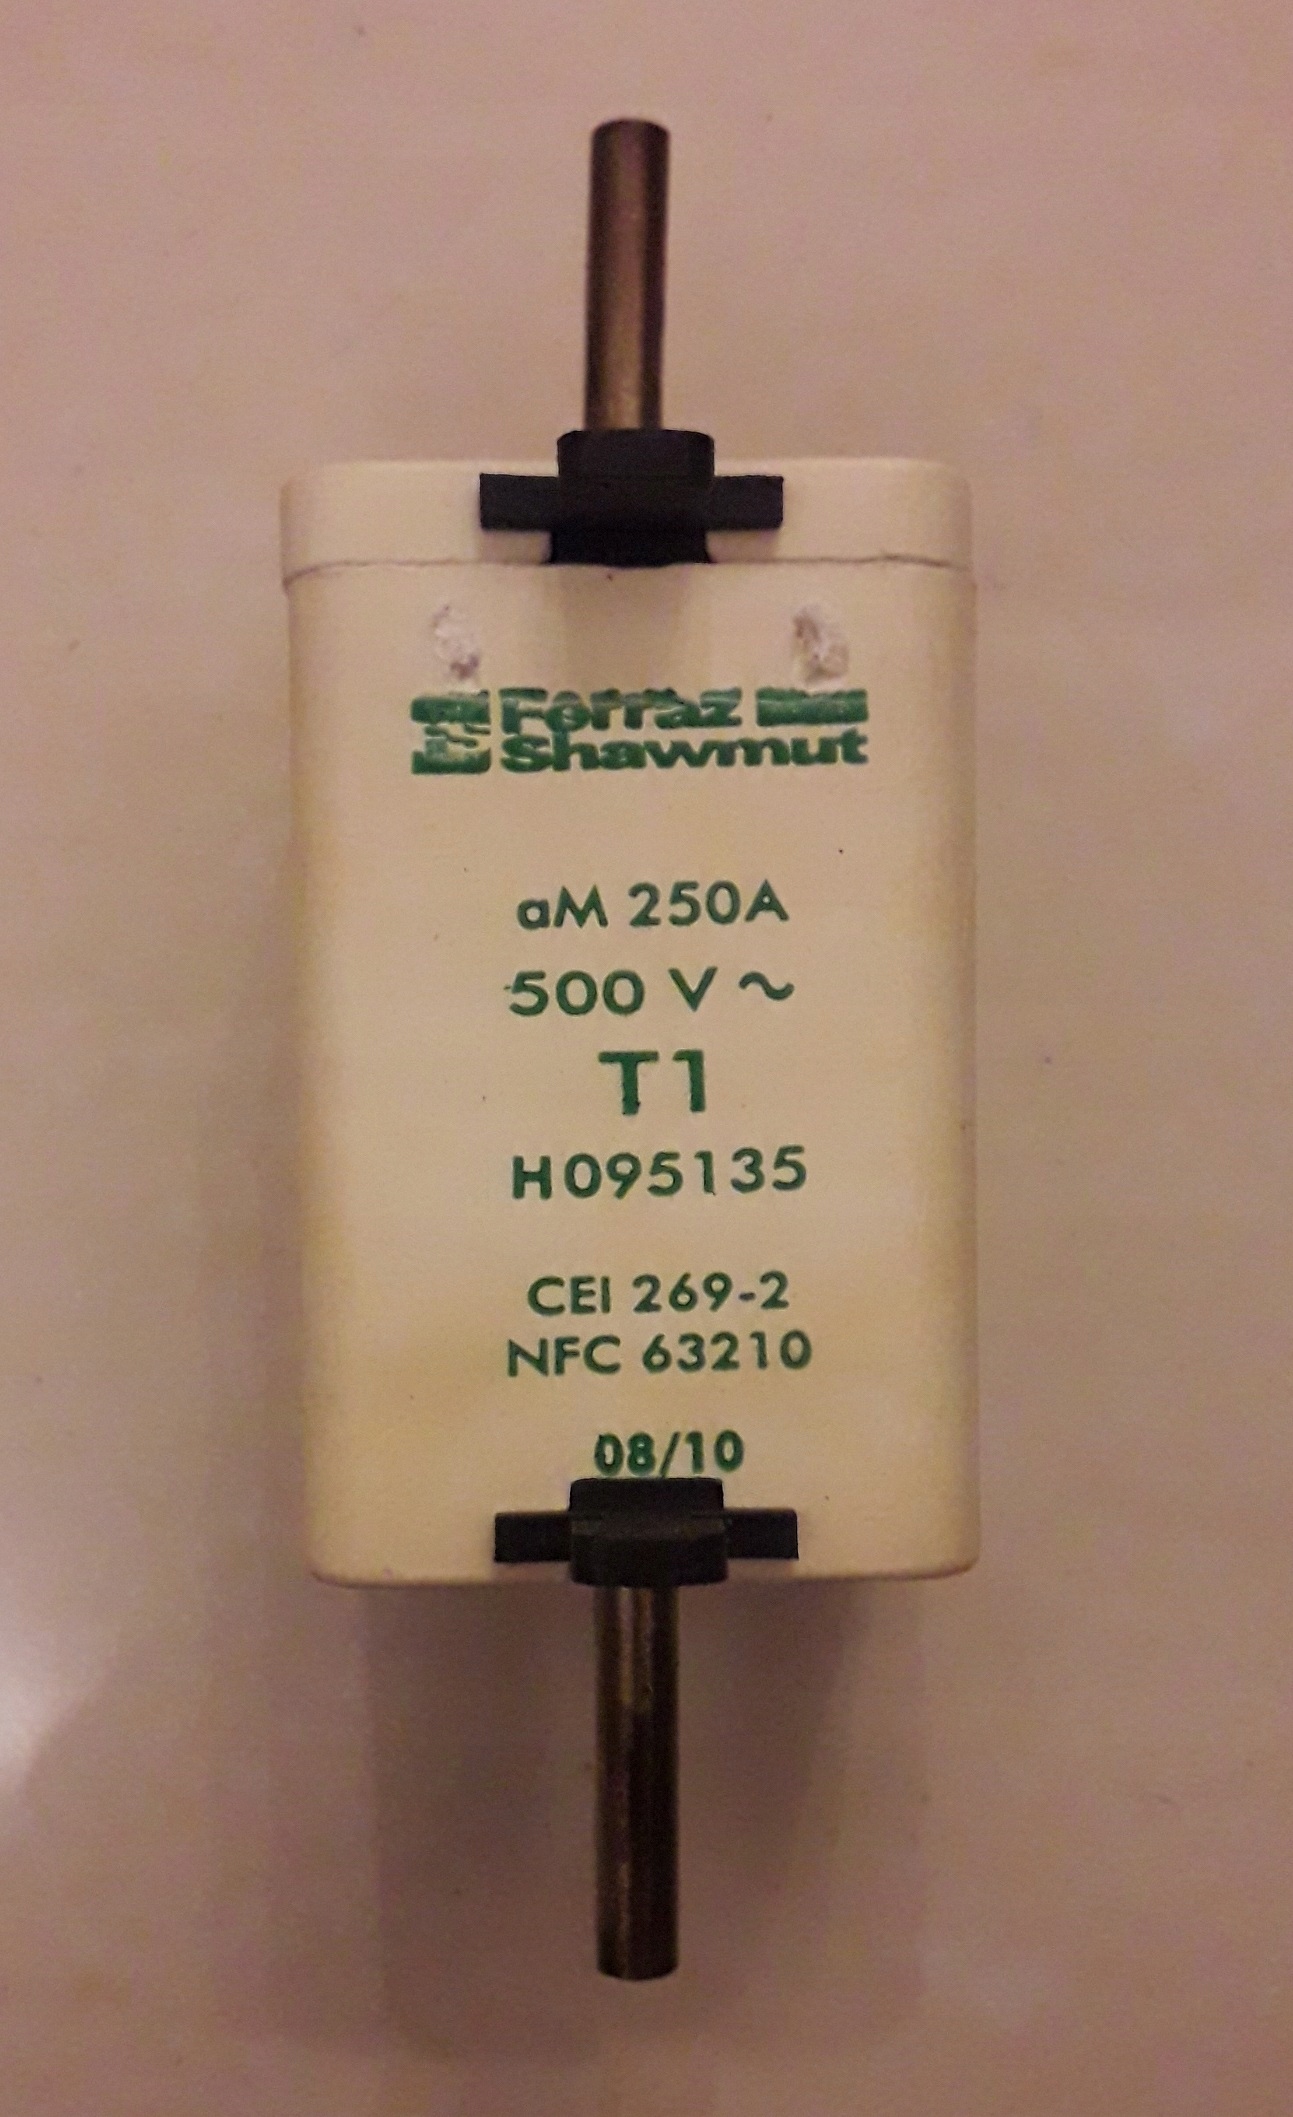 Ferraz
Shawmut
aM 250A
500 V ~
T1
H095135
CEI 269-2
NFC 63210
08/10